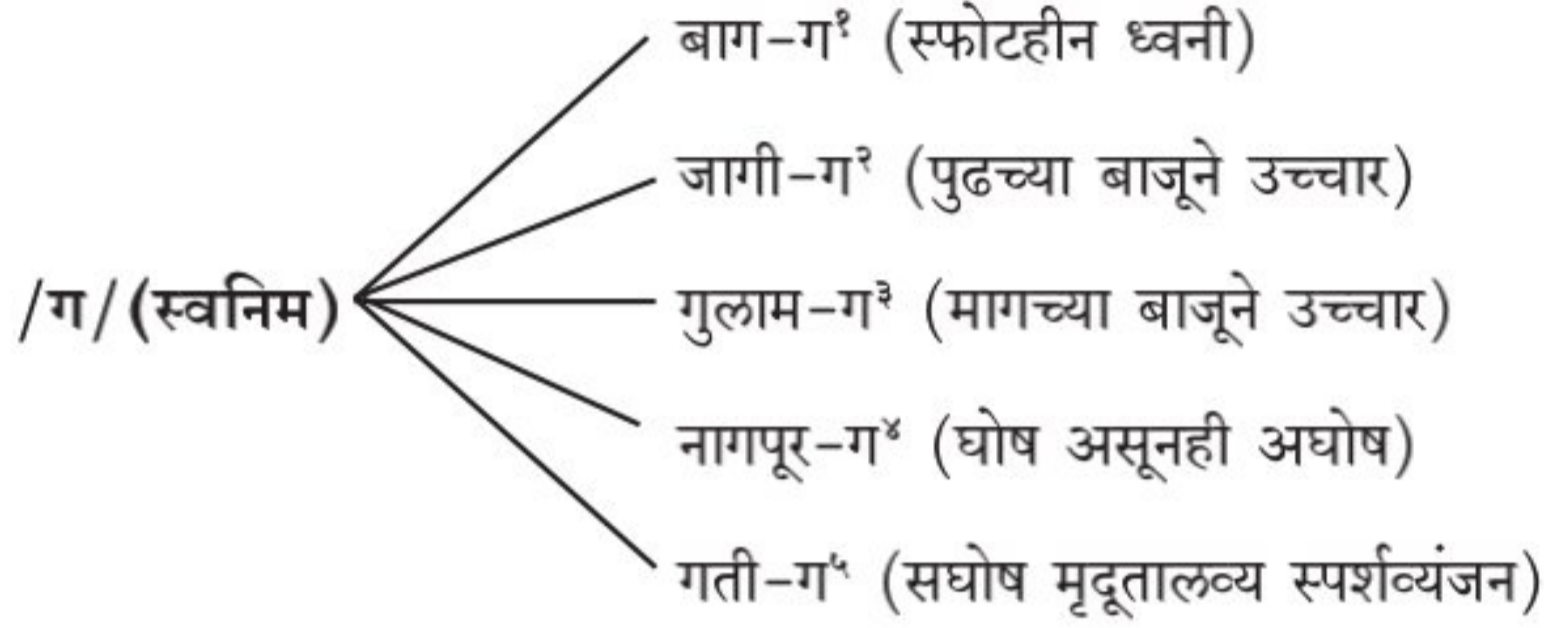 बाग-ग¹ (स्फोटहीन ध्वनी)
जागी-ग² (पुढच्या बाजूने उच्चार)
/ग/(स्वनिम)
गुलाम-ग³ (मागच्या बाजूने उच्चार)
नागपूर-ग⁴ (घोष असूनही अघोष)
गती-ग⁵ (सघोष मृदूतालव्य स्पर्शव्यंजन)